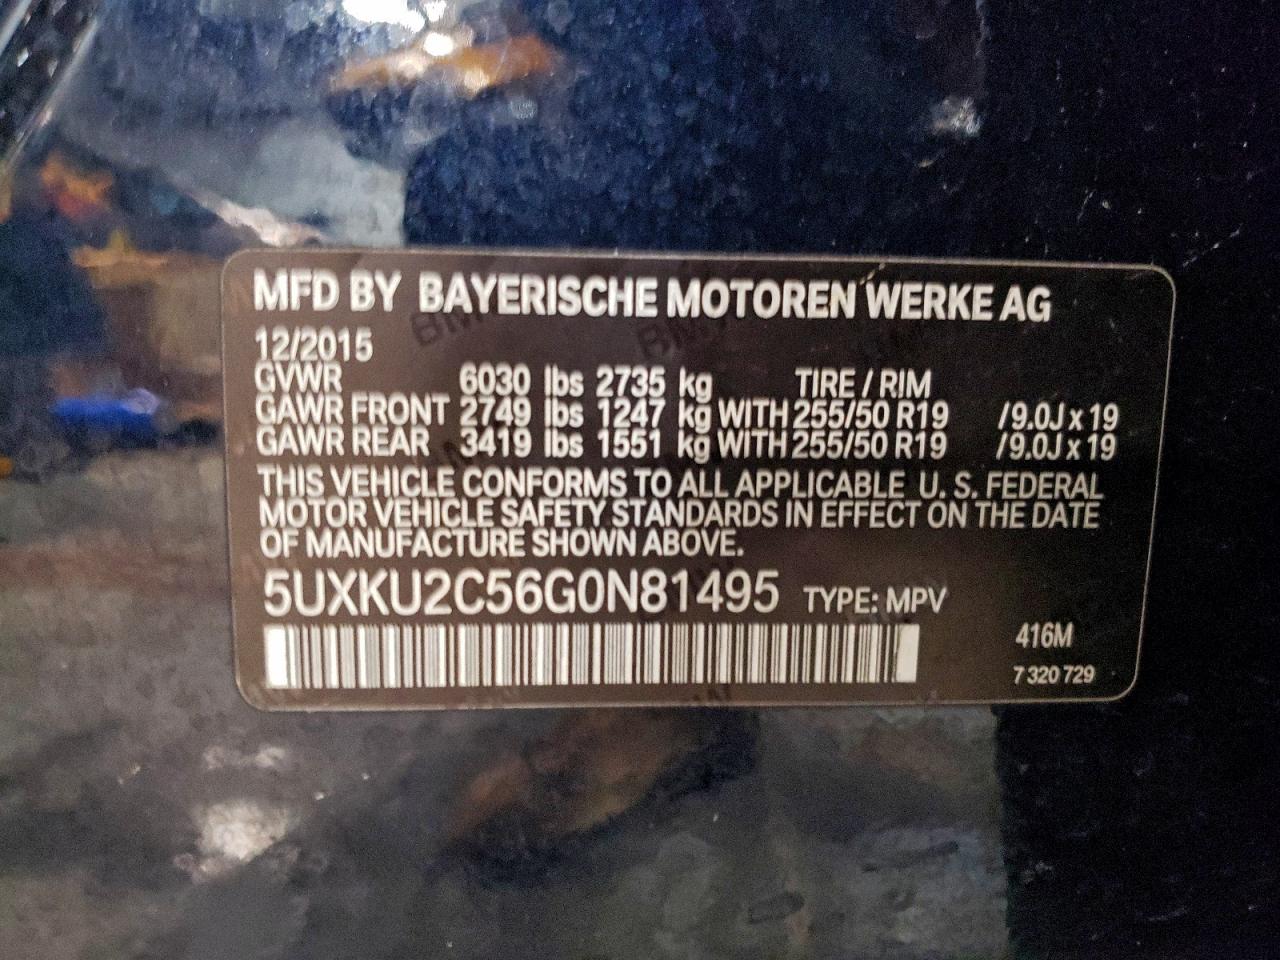 MFD BY BAYERISCHE MOTOREN WERKE AG
12/2015
GVWR 6030 lbs 2735 kg TIRE / RIM
GAWR FRONT 2749 lbs 1247 kg WITH 255/50 R19 /9.0J x 19
GAWR REAR 3419 lbs 1551 kg WITH 255/50 R19 /9.0J x 19
THIS VEHICLE CONFORMS TO ALL APPLICABLE U. S. FEDERAL
MOTOR VEHICLE SAFETY STANDARDS IN EFFECT ON THE DATE
OF MANUFACTURE SHOWN ABOVE.
5UXKU2C56G0N81495 TYPE: MPV
416M
7 320 729